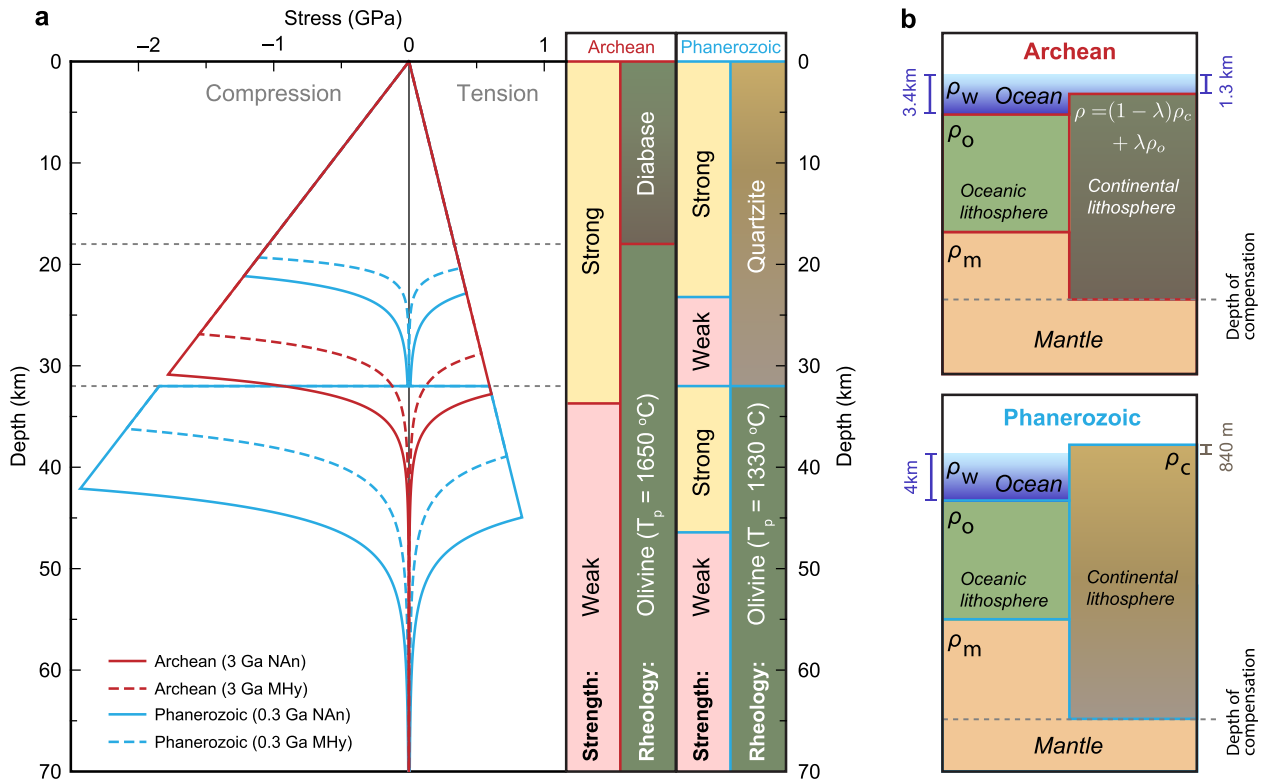 a
Stress (GPa)
−2
−1
0
1
Archean
Phanerozoic
0
10
20
30
40
50
60
70
Depth (km)
Compression
Tension
Archean (3 Ga NAn)
Archean (3 Ga MHy)
Phanerozoic (0.3 Ga NAn)
Phanerozoic (0.3 Ga MHy)
Strong
Weak
Strength:
Diabase
Olivine (Tp = 1650 ºC)
Rheology:
Strong
Weak
Strong
Weak
Strength:
Quartzite
Olivine (Tp = 1330 ºC)
Rheology:
0
10
20
30
40
50
60
70
Depth (km)
b
Archean
3.4km
ρw Ocean
1.3 km
ρ =(1 − λ)ρc
+ λρo
ρo
Oceanic
lithosphere
Continental
lithosphere
ρm
Mantle
Depth of
compensation
Phanerozoic
4km
ρw Ocean
ρc
840 m
ρo
Oceanic
lithosphere
Continental
lithosphere
ρm
Mantle
Depth of
compensation